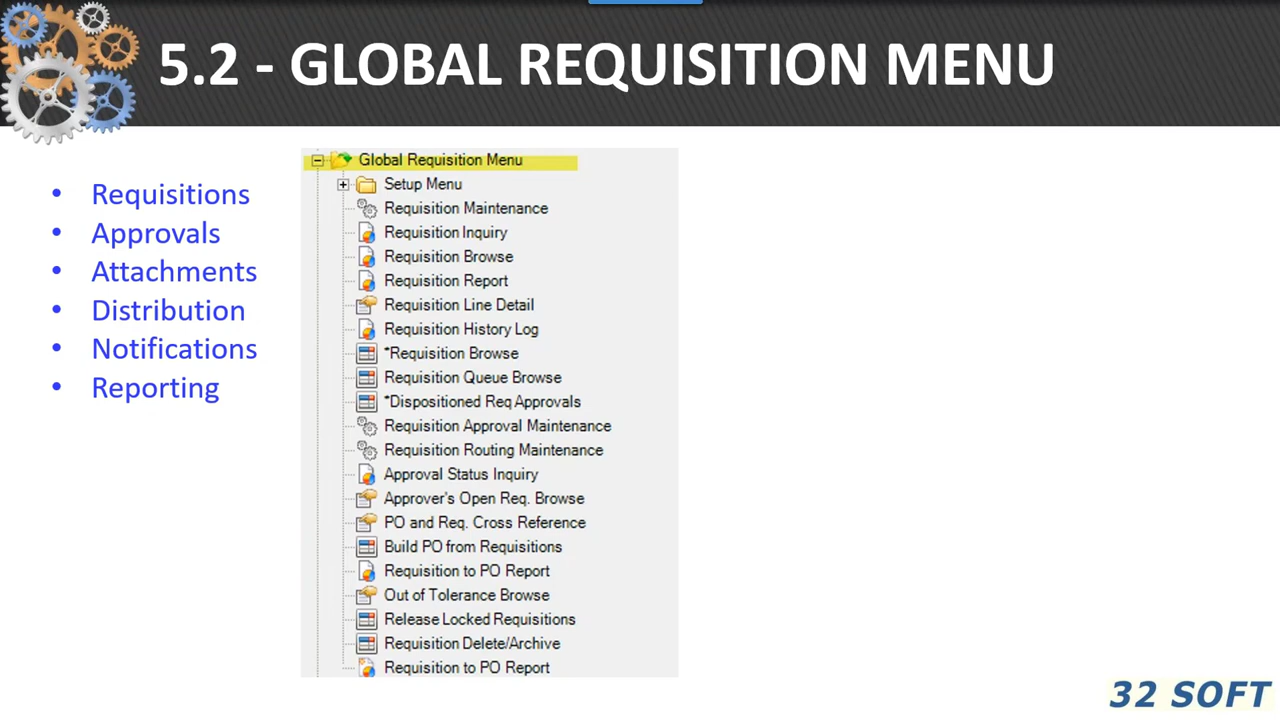 5.2 - GLOBAL REQUISITION MENU
• Requisitions
• Approvals
• Attachments
• Distribution
• Notifications
• Reporting
Global Requisition Menu
Setup Menu
Requisition Maintenance
Requisition Inquiry
Requisition Browse
Requisition Report
Requisition Line Detail
Requisition History Log
*Requisition Browse
Requisition Queue Browse
*Dispositioned Req Approvals
Requisition Approval Maintenance
Requisition Routing Maintenance
Approval Status Inquiry
Approver's Open Req. Browse
PO and Req. Cross Reference
Build PO from Requisitions
Requisition to PO Report
Out of Tolerance Browse
Release Locked Requisitions
Requisition Delete/Archive
Requisition to PO Report
32 SOFT